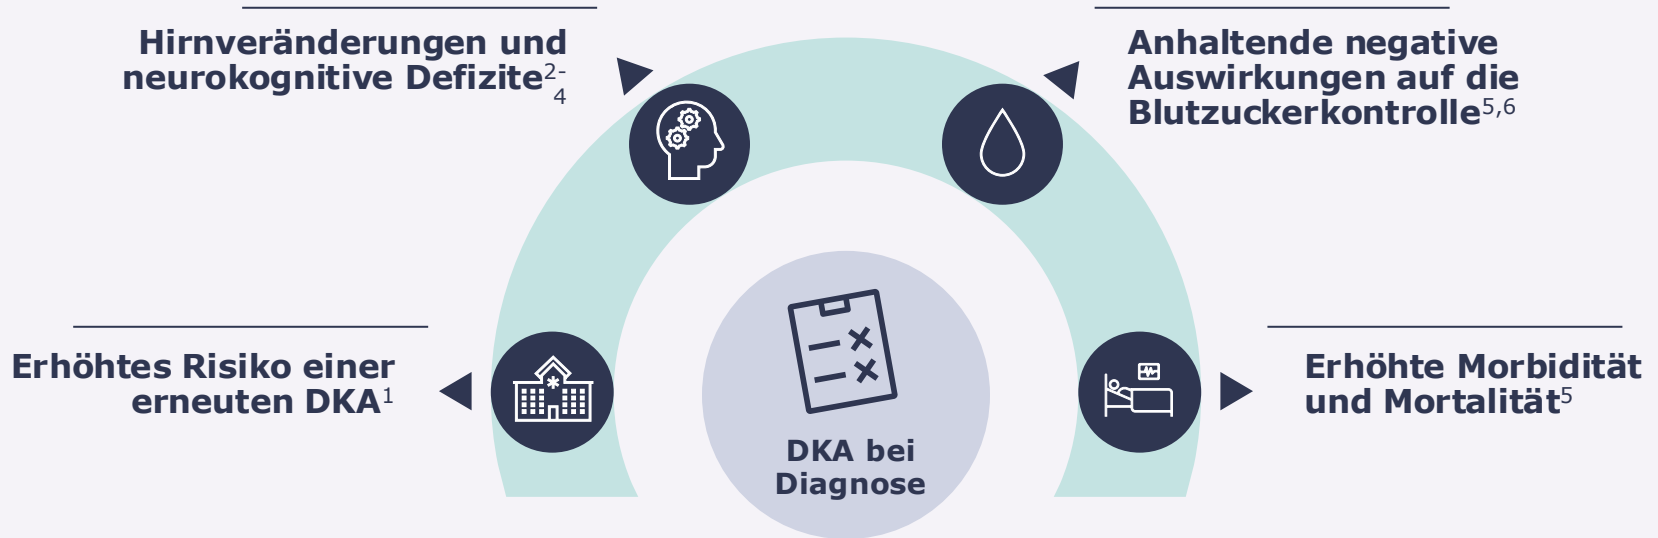 Hirnveränderungen und
neurokognitive Defizite2-
4
Anhaltende negative
Auswirkungen auf die
Blutzuckerkontrolle5,6
Erhöhtes Risiko einer
erneuten DKA1
Erhöhte Morbidität
und Mortalität5
DKA bei
Diagnose